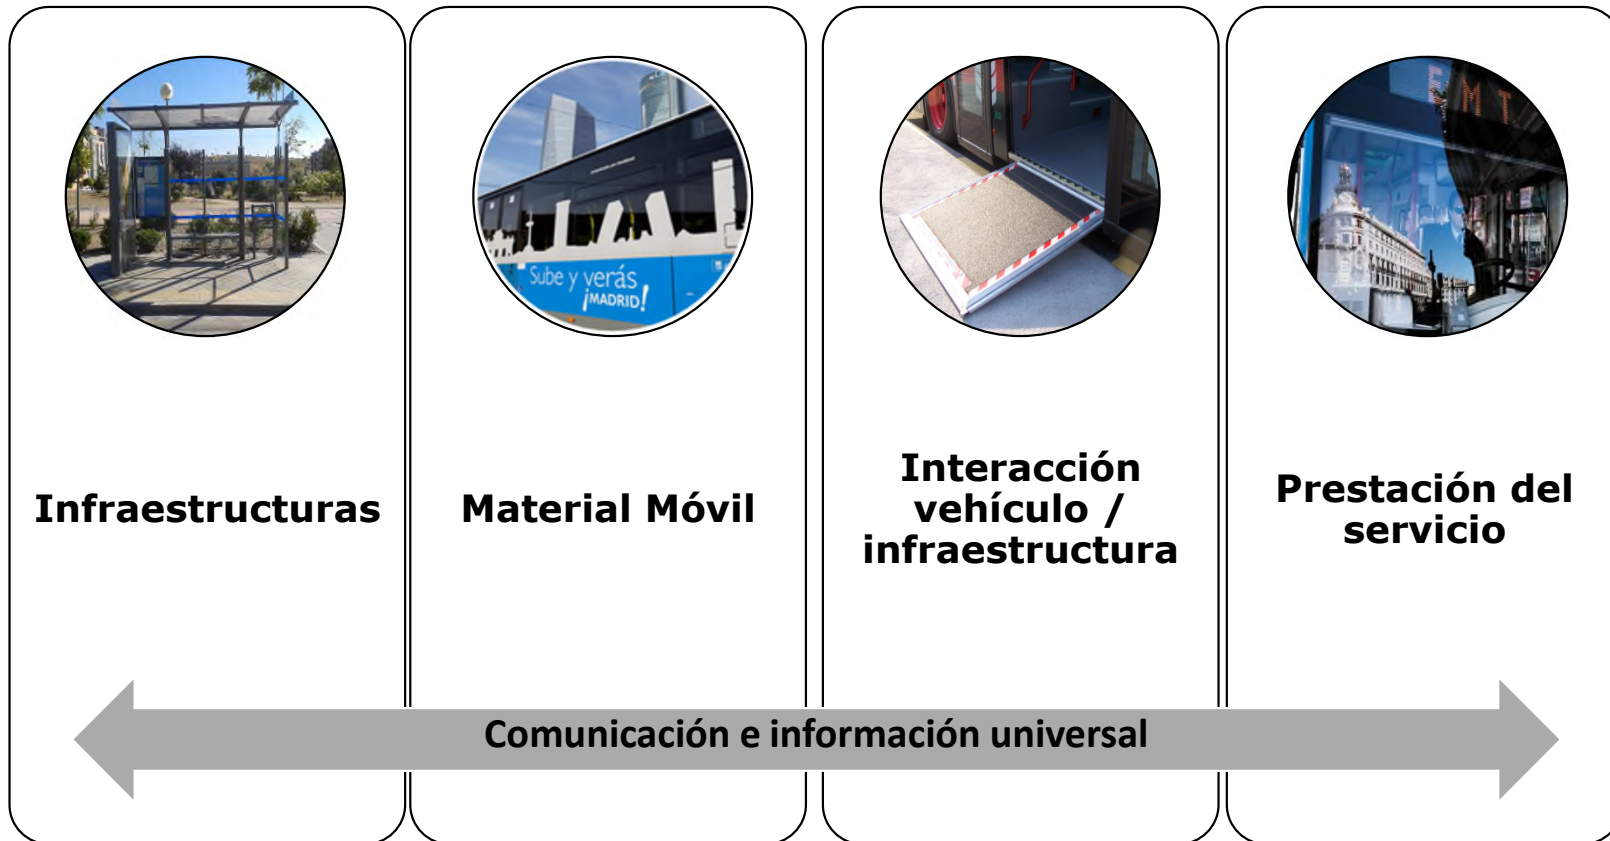 EMT
Sube y verás
¡MADRID!
Infraestructuras
Material Móvil
Interacción
vehículo /
infraestructura
Prestación del
servicio
Comunicación e información universal